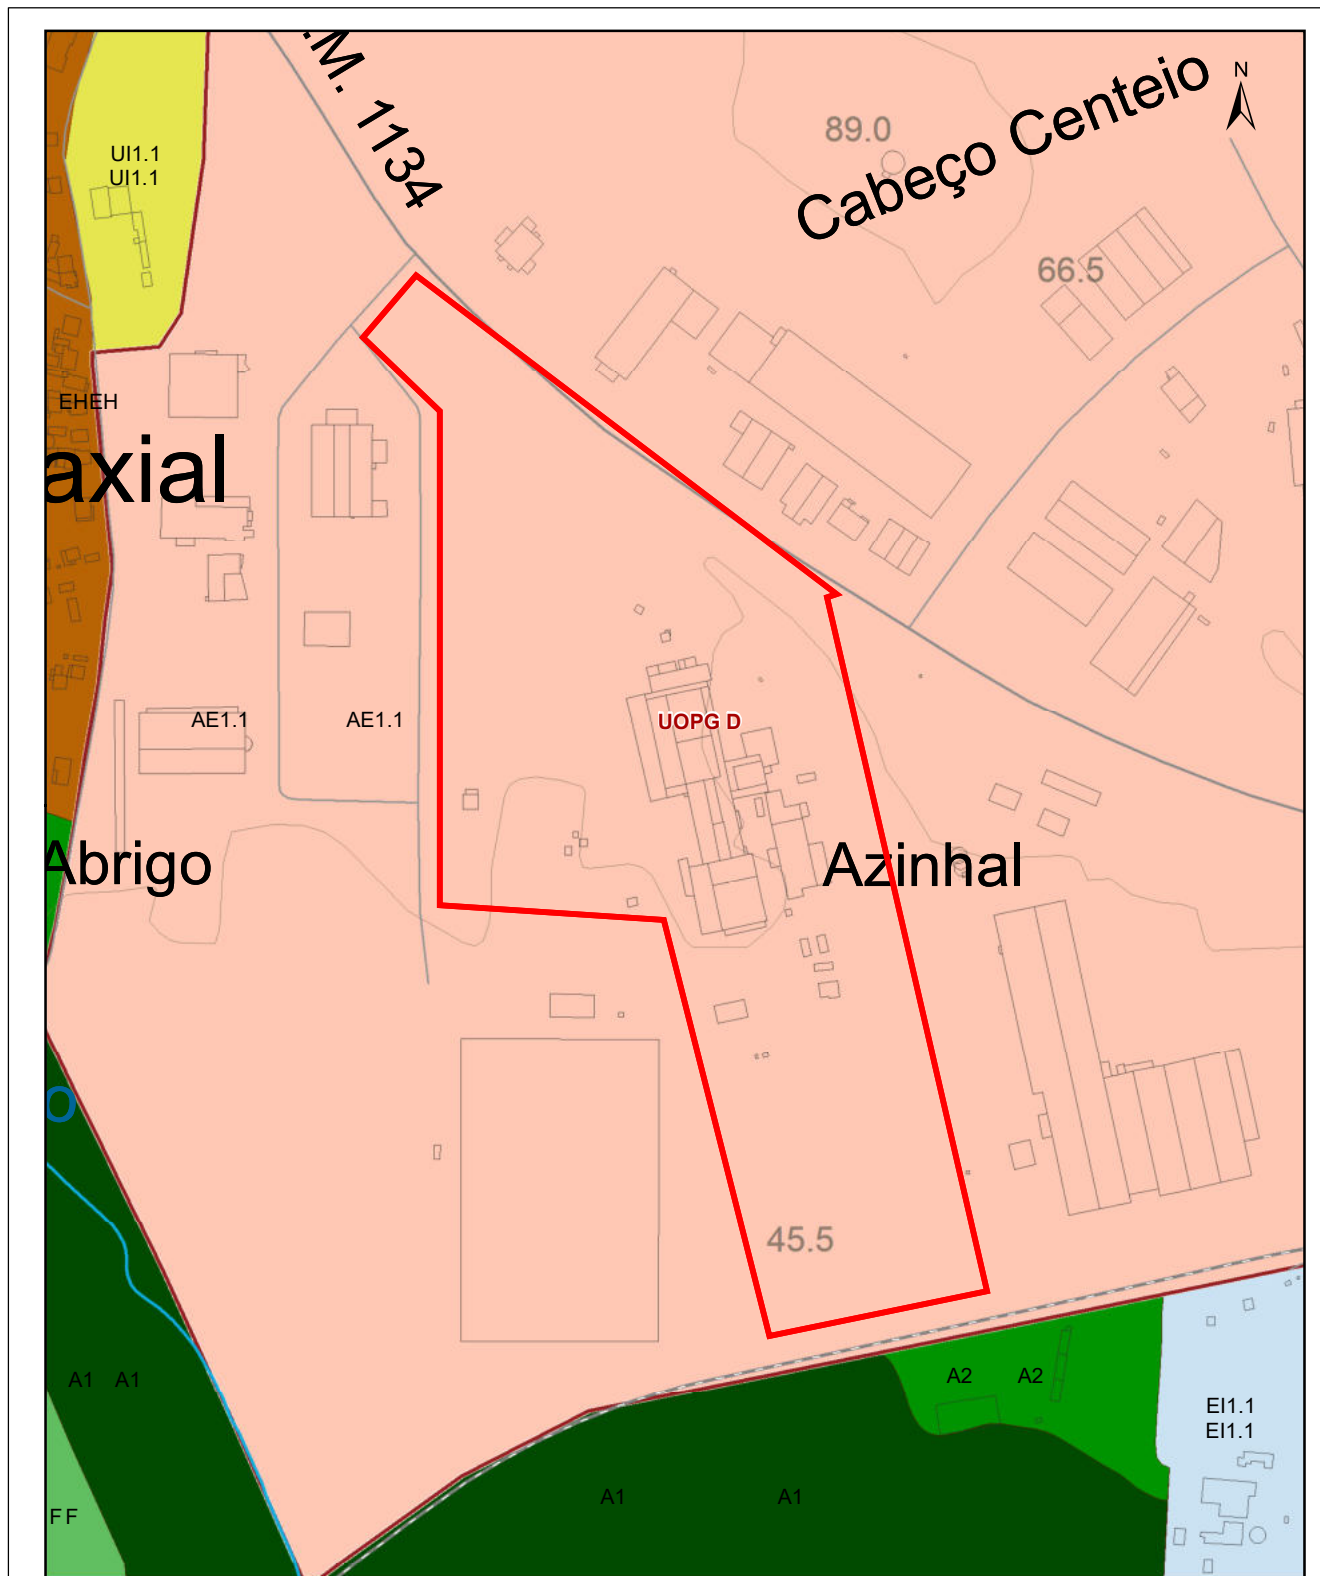 .M. 1134
Cabeço Centeio
N
89.0
66.5
UI1.1
UI1.1
EHEH
axial
UOPG D
AE1.1
AE1.1
Abrigo
Azinhal
o
45.5
A1
A1
A2
A2
EI1.1
EI1.1
A1
A1
F F